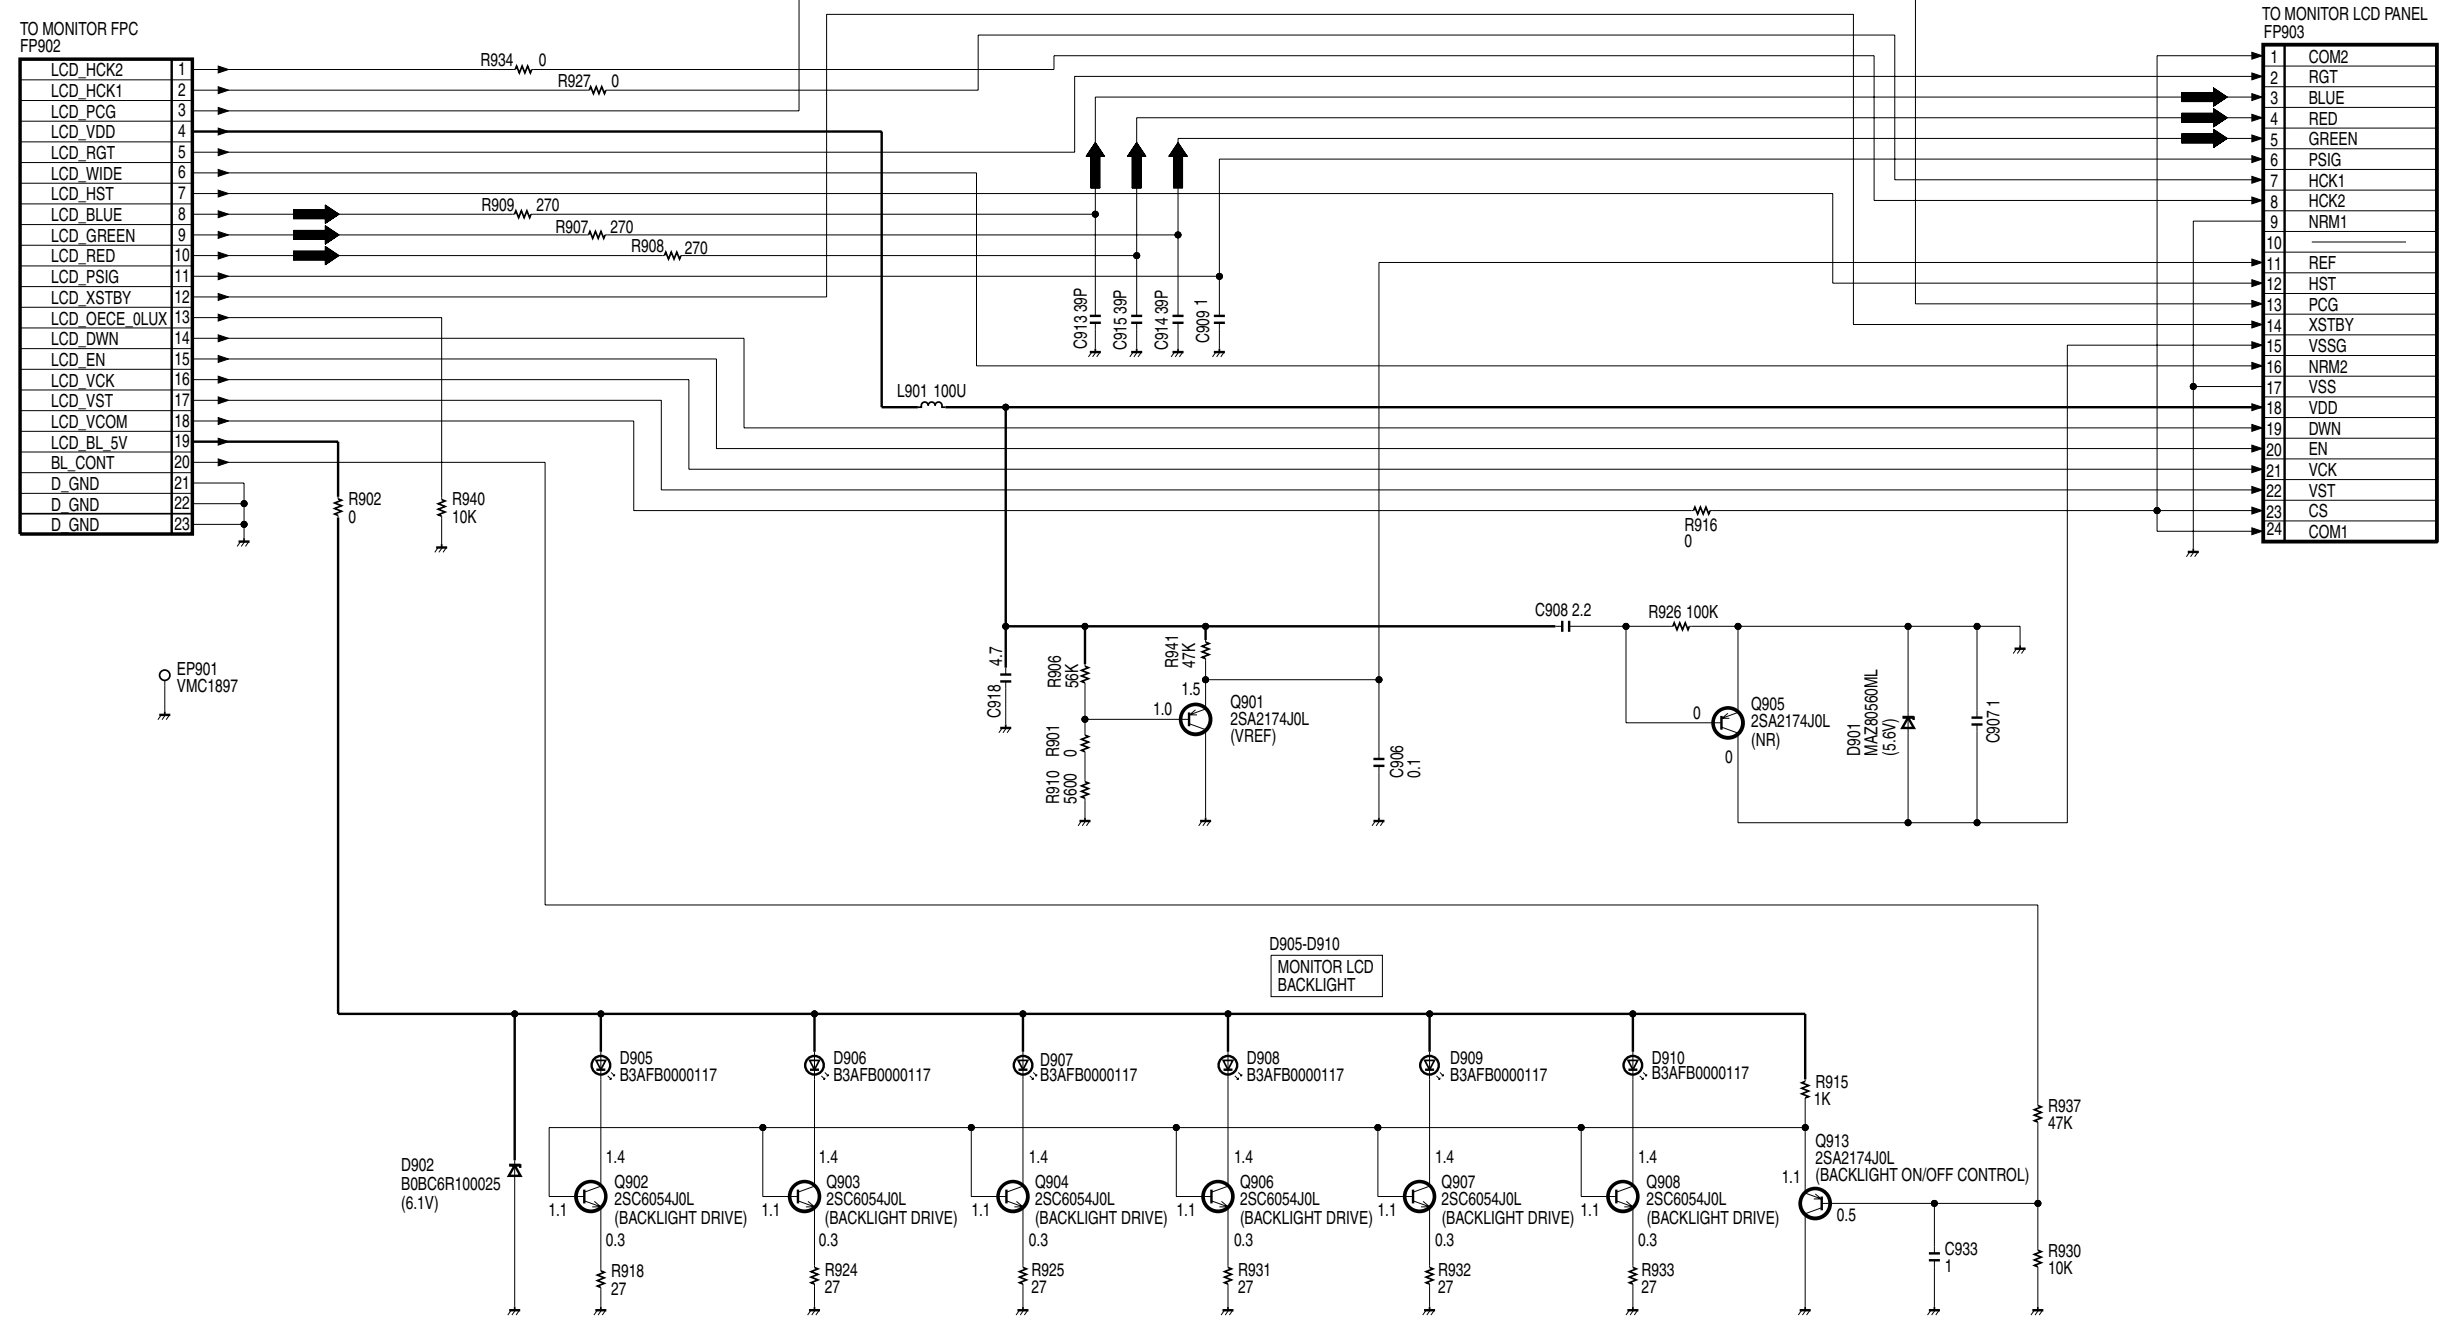 TO MONITOR FPC
FP902
LCD_HCK2 1
LCD_HCK1 2
LCD_PCG 3
LCD_VDD 4
LCD_RGT 5
LCD_WIDE 6
LCD_HST 7
LCD_BLUE 8
LCD_GREEN 9
LCD_RED 10
LCD_PSIG 11
LCD_XSTBY 12
LCD_OECE_0LUX 13
LCD_DWN 14
LCD_EN 15
LCD_VCK 16
LCD_VST 17
LCD_VCOM 18
LCD_BL_5V 19
BL_CONT 20
D_GND 21
D_GND 22
D_GND 23
R934 0
R927 0
R909 270
R907 270
R908 270
C913 39P
C915 39P
C914 39P
C909 1
L901 100U
R902
0
R940
10K
R916
0
TO MONITOR LCD PANEL
FP903
1 COM2
2 RGT
3 BLUE
4 RED
5 GREEN
6 PSIG
7 HCK1
8 HCK2
9 NRM1
10
11 REF
12 HST
13 PCG
14 XSTBY
15 VSSG
16 NRM2
17 VSS
18 VDD
19 DWN
20 EN
21 VCK
22 VST
23 CS
24 COM1
EP901
VMC1897
C918 4.7
R906
56K
R901
0
R910
5600
R941
47K
1.5
1.0
Q901
2SA2174J0L
(VREF)
C906
0.1
C908 2.2
R926 100K
0
Q905
2SA2174J0L
(NR)
0
D901
MAZ80560ML
(5.6V)
C907 1
D905-D910
MONITOR LCD
BACKLIGHT
D905
B3AFB0000117
D906
B3AFB0000117
D907
B3AFB0000117
D908
B3AFB0000117
D909
B3AFB0000117
D910
B3AFB0000117
R915
1K
R937
47K
D902
B0BC6R100025
(6.1V)
1.4
Q902
2SC6054J0L
(BACKLIGHT DRIVE)
1.1
0.3
R918
27
1.4
Q903
2SC6054J0L
(BACKLIGHT DRIVE)
1.1
0.3
R924
27
1.4
Q904
2SC6054J0L
(BACKLIGHT DRIVE)
1.1
0.3
R925
27
1.4
Q906
2SC6054J0L
(BACKLIGHT DRIVE)
1.1
0.3
R931
27
1.4
Q907
2SC6054J0L
(BACKLIGHT DRIVE)
1.1
0.3
R932
27
1.4
Q908
2SC6054J0L
(BACKLIGHT DRIVE)
1.1
0.3
R933
27
Q913
2SA2174J0L
(BACKLIGHT ON/OFF CONTROL)
1.1
0.5
C933
1
R930
10K